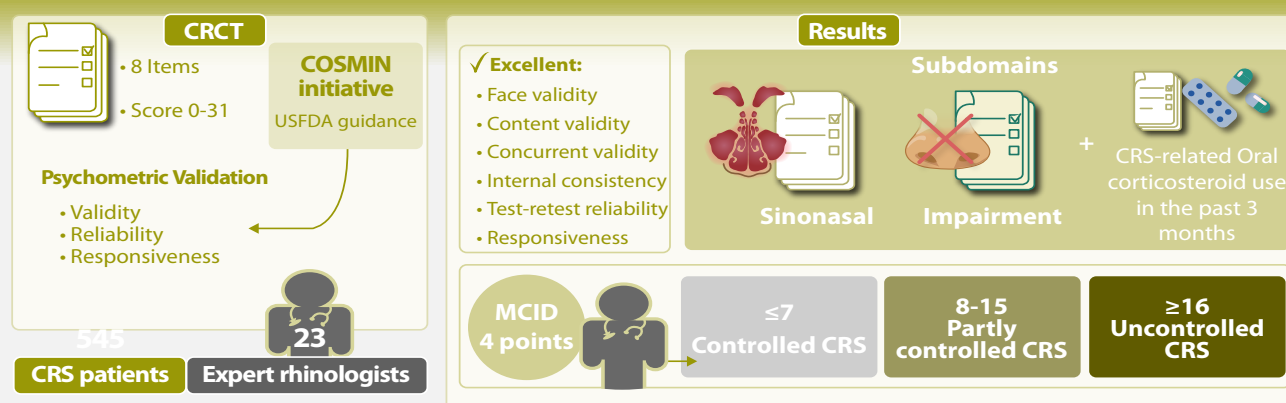 CRCT
• 8 Items
• Score 0-31
COSMIN
initiative
USFDA guidance
Psychometric Validation
• Validity
• Reliability
• Responsiveness
545
CRS patients
23
Expert rhinologists
Results
✓ Excellent:
• Face validity
• Content validity
• Concurrent validity
• Internal consistency
• Test-retest reliability
• Responsiveness
Subdomains
Sinonasal
Impairment
+
CRS-related Oral
corticosteroid use
in the past 3
months
MCID
4 points
≤7
Controlled CRS
8-15
Partly
controlled CRS
≥16
Uncontrolled
CRS